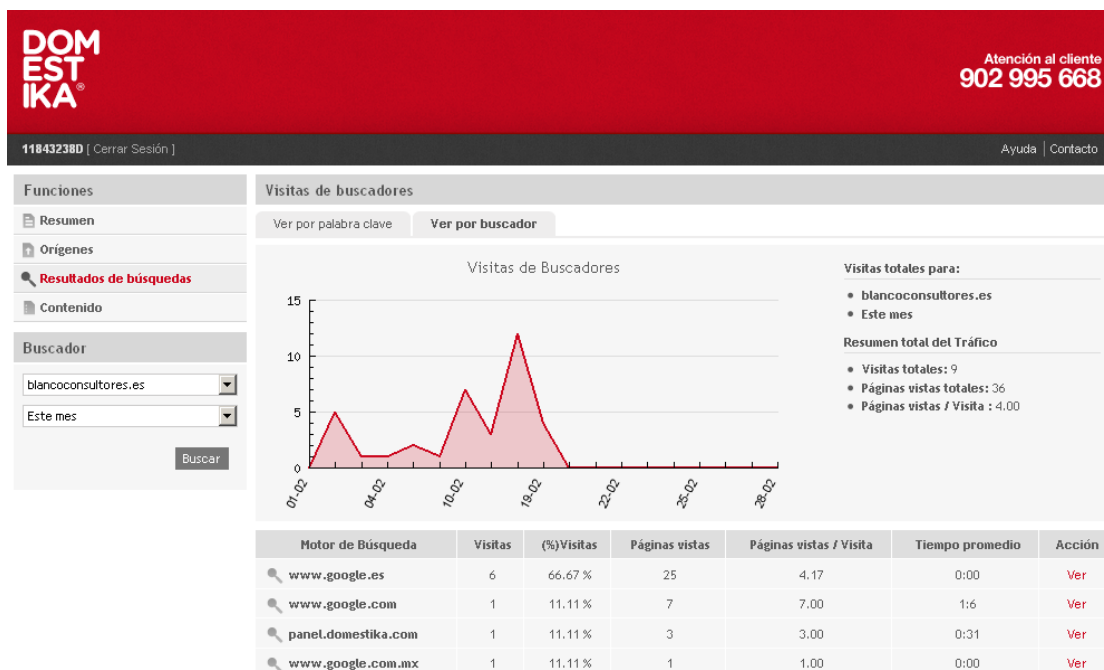 DOM
EST
IKA®
Atención al cliente
902 995 668
11843238D [ Cerrar Sesión ]
Ayuda | Contacto
Funciones
Resumen
Orígenes
Resultados de búsquedas
Contenido
Buscador
blancoconsultores.es
Este mes
Buscar
Visitas de buscadores
Ver por palabra clave
Ver por buscador
Visitas de Buscadores
15
10
5
0
01-02
04-02
10-02
19-02
22-02
25-02
28-02
Visitas totales para:
• blancoconsultores.es
• Este mes
Resumen total del Tráfico
• Visitas totales: 9
• Páginas vistas totales: 36
• Páginas vistas / Visita : 4.00
Motor de Búsqueda Visitas (%)Visitas Páginas vistas Páginas vistas / Visita Tiempo promedio Acción
www.google.es 6 66.67 % 25 4.17 0:00 Ver
www.google.com 1 11.11 % 7 7.00 1:6 Ver
panel.domestika.com 1 11.11 % 3 3.00 0:31 Ver
www.google.com.mx 1 11.11 % 1 1.00 0:00 Ver